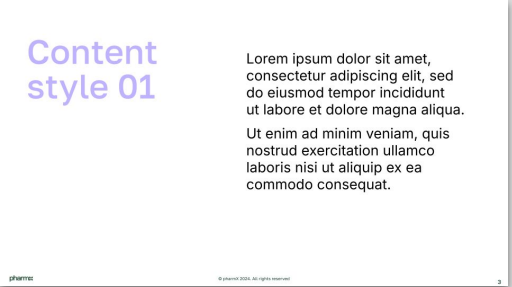 Content
style 01
Lorem ipsum dolor sit amet,
consectetur adipiscing elit, sed
do eiusmod tempor incididunt
ut labore et dolore magna aliqua.
Ut enim ad minim veniam, quis
nostrud exercitation ullamco
laboris nisi ut aliquip ex ea
commodo consequat.
pharmx
© pharmX 2024. All rights reserved
3